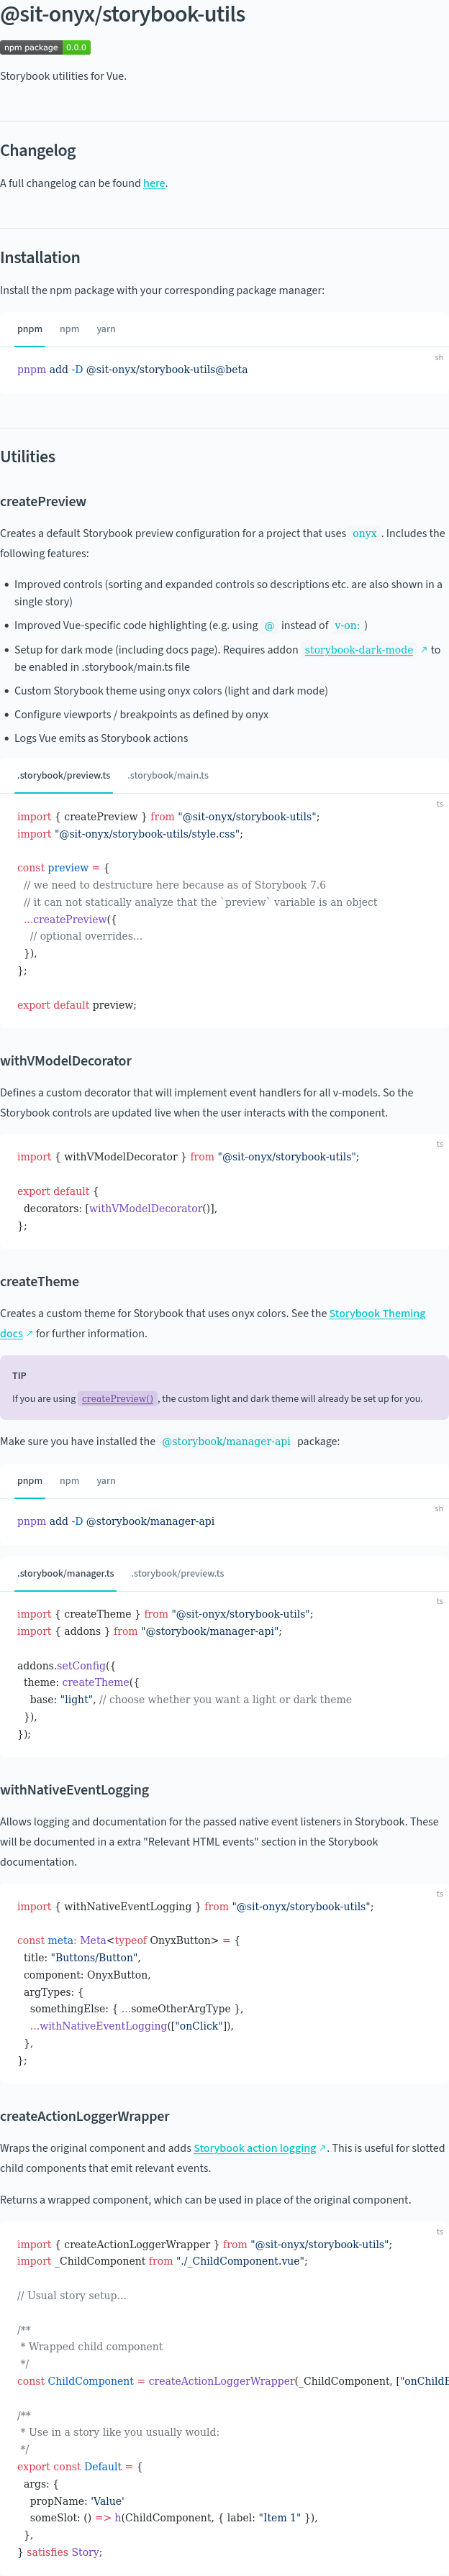 @sit-onyx/storybook-utils
npm package 0.0.0
Storybook utilities for Vue.
Changelog
A full changelog can be found here.
Installation
Install the npm package with your corresponding package manager:
pnpm npm yarn
sh
pnpm add -D @sit-onyx/storybook-utils@beta
Utilities
createPreview
Creates a default Storybook preview configuration for a project that uses onyx . Includes the
following features:
• Improved controls (sorting and expanded controls so descriptions etc. are also shown in a
single story)
• Improved Vue-specific code highlighting (e.g. using @ instead of v-on: )
• Setup for dark mode (including docs page). Requires addon storybook-dark-mode ↗ to
be enabled in .storybook/main.ts file
• Custom Storybook theme using onyx colors (light and dark mode)
• Configure viewports / breakpoints as defined by onyx
• Logs Vue emits as Storybook actions
.storybook/preview.ts .storybook/main.ts
ts
import { createPreview } from "@sit-onyx/storybook-utils";
import "@sit-onyx/storybook-utils/style.css";
const preview = {
// we need to destructure here because as of Storybook 7.6
// it can not statically analyze that the `preview` variable is an object
...createPreview({
// optional overrides...
}),
};
export default preview;
withVModelDecorator
Defines a custom decorator that will implement event handlers for all v-models. So the
Storybook controls are updated live when the user interacts with the component.
ts
import { withVModelDecorator } from "@sit-onyx/storybook-utils";
export default {
decorators: [withVModelDecorator()],
};
createTheme
Creates a custom theme for Storybook that uses onyx colors. See the Storybook Theming
docs ↗ for further information.
TIP
If you are using createPreview() , the custom light and dark theme will already be set up for you.
Make sure you have installed the @storybook/manager-api package:
pnpm npm yarn
sh
pnpm add -D @storybook/manager-api
.storybook/manager.ts .storybook/preview.ts
ts
import { createTheme } from "@sit-onyx/storybook-utils";
import { addons } from "@storybook/manager-api";
addons.setConfig({
theme: createTheme({
base: "light", // choose whether you want a light or dark theme
}),
});
withNativeEventLogging
Allows logging and documentation for the passed native event listeners in Storybook. These
will be documented in a extra "Relevant HTML events" section in the Storybook
documentation.
ts
import { withNativeEventLogging } from "@sit-onyx/storybook-utils";
const meta: Meta<typeof OnyxButton> = {
title: "Buttons/Button",
component: OnyxButton,
argTypes: {
somethingElse: { ...someOtherArgType },
...withNativeEventLogging(["onClick"]),
},
};
createActionLoggerWrapper
Wraps the original component and adds Storybook action logging ↗. This is useful for slotted
child components that emit relevant events.
Returns a wrapped component, which can be used in place of the original component.
ts
import { createActionLoggerWrapper } from "@sit-onyx/storybook-utils";
import _ChildComponent from "./_ChildComponent.vue";
// Usual story setup...
/**
* Wrapped child component
*/
const ChildComponent = createActionLoggerWrapper(_ChildComponent, ["onChildE
/**
* Use in a story like you usually would:
*/
export const Default = {
args: {
propName: 'Value'
someSlot: () => h(ChildComponent, { label: "Item 1" }),
},
} satisfies Story;